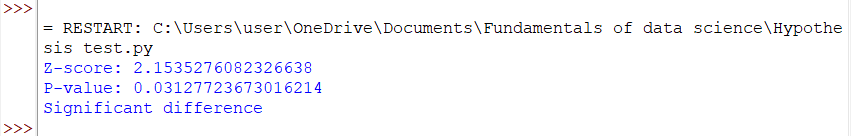 >>>
= RESTART: C:\Users\user\OneDrive\Documents\Fundamentals of data science\Hypothe
sis test.py
Z-score: 2.1535276082326638
P-value: 0.03127723673016214
Significant difference
>>>